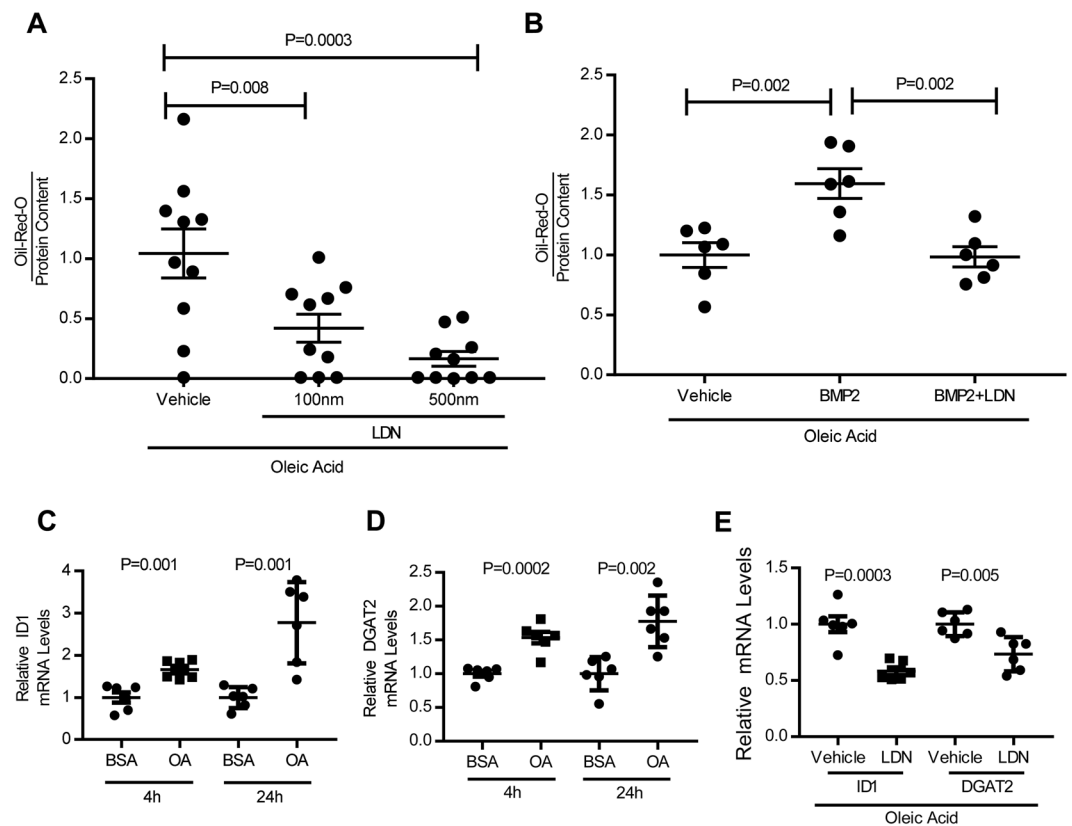 A
P=0.0003
P=0.008
2.5
2.0
1.5
1.0
0.5
0.0
Oil-Red-O
Protein Content
Vehicle 100nm 500nm
LDN
Oleic Acid
B
P=0.002 P=0.002
2.5
2.0
1.5
1.0
0.5
0.0
Oil-Red-O
Protein Content
Vehicle BMP2 BMP2+LDN
Oleic Acid
C
P=0.001 P=0.001
4
3
2
1
0
Relative ID1
mRNA Levels
BSA OA BSA OA
4h 24h
D
P=0.0002 P=0.002
2.5
2.0
1.5
1.0
0.5
0.0
Relative DGAT2
mRNA Levels
BSA OA BSA OA
4h 24h
E
P=0.0003 P=0.005
1.5
1.0
0.5
0.0
Relative mRNA Levels
Vehicle LDN Vehicle LDN
ID1 DGAT2
Oleic Acid